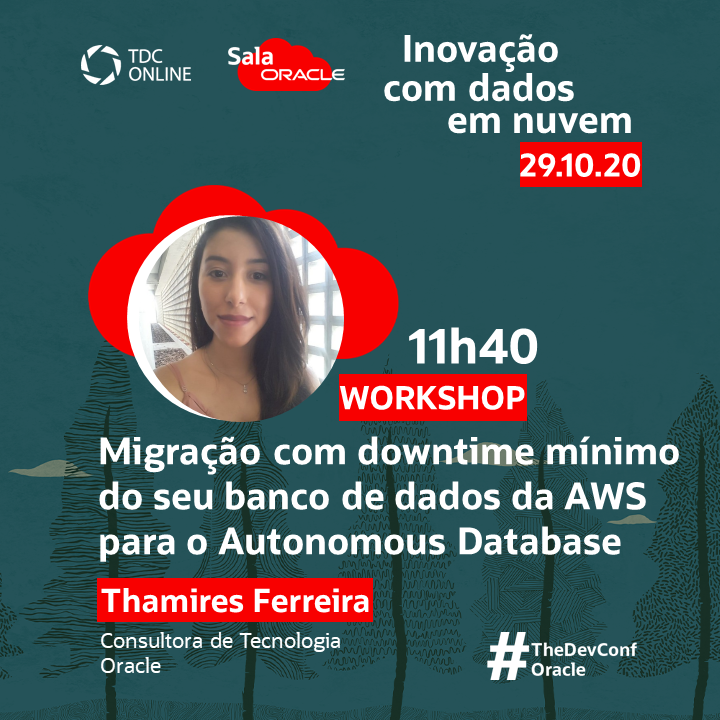 TDC
ONLINE
Sala
ORACLE
Inovação
com dados
em nuvem
29.10.20
11h40
WORKSHOP
Migração com downtime mínimo
do seu banco de dados da AWS
para o Autonomous Database
Thamires Ferreira
Consultora de Tecnologia
Oracle
#TheDevConf
Oracle